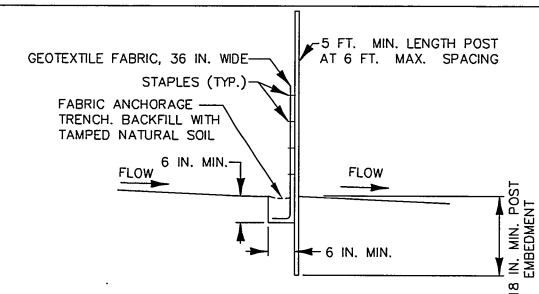 5 FT. MIN. LENGTH POST
AT 6 FT. MAX. SPACING
GEOTEXTILE FABRIC, 36 IN. WIDE
STAPLES (TYP.)
FABRIC ANCHORAGE
TRENCH. BACKFILL WITH
TAMPED NATURAL SOIL
6 IN. MIN.
FLOW
FLOW
6 IN. MIN.
18 IN. MIN. POST
EMBEDMENT